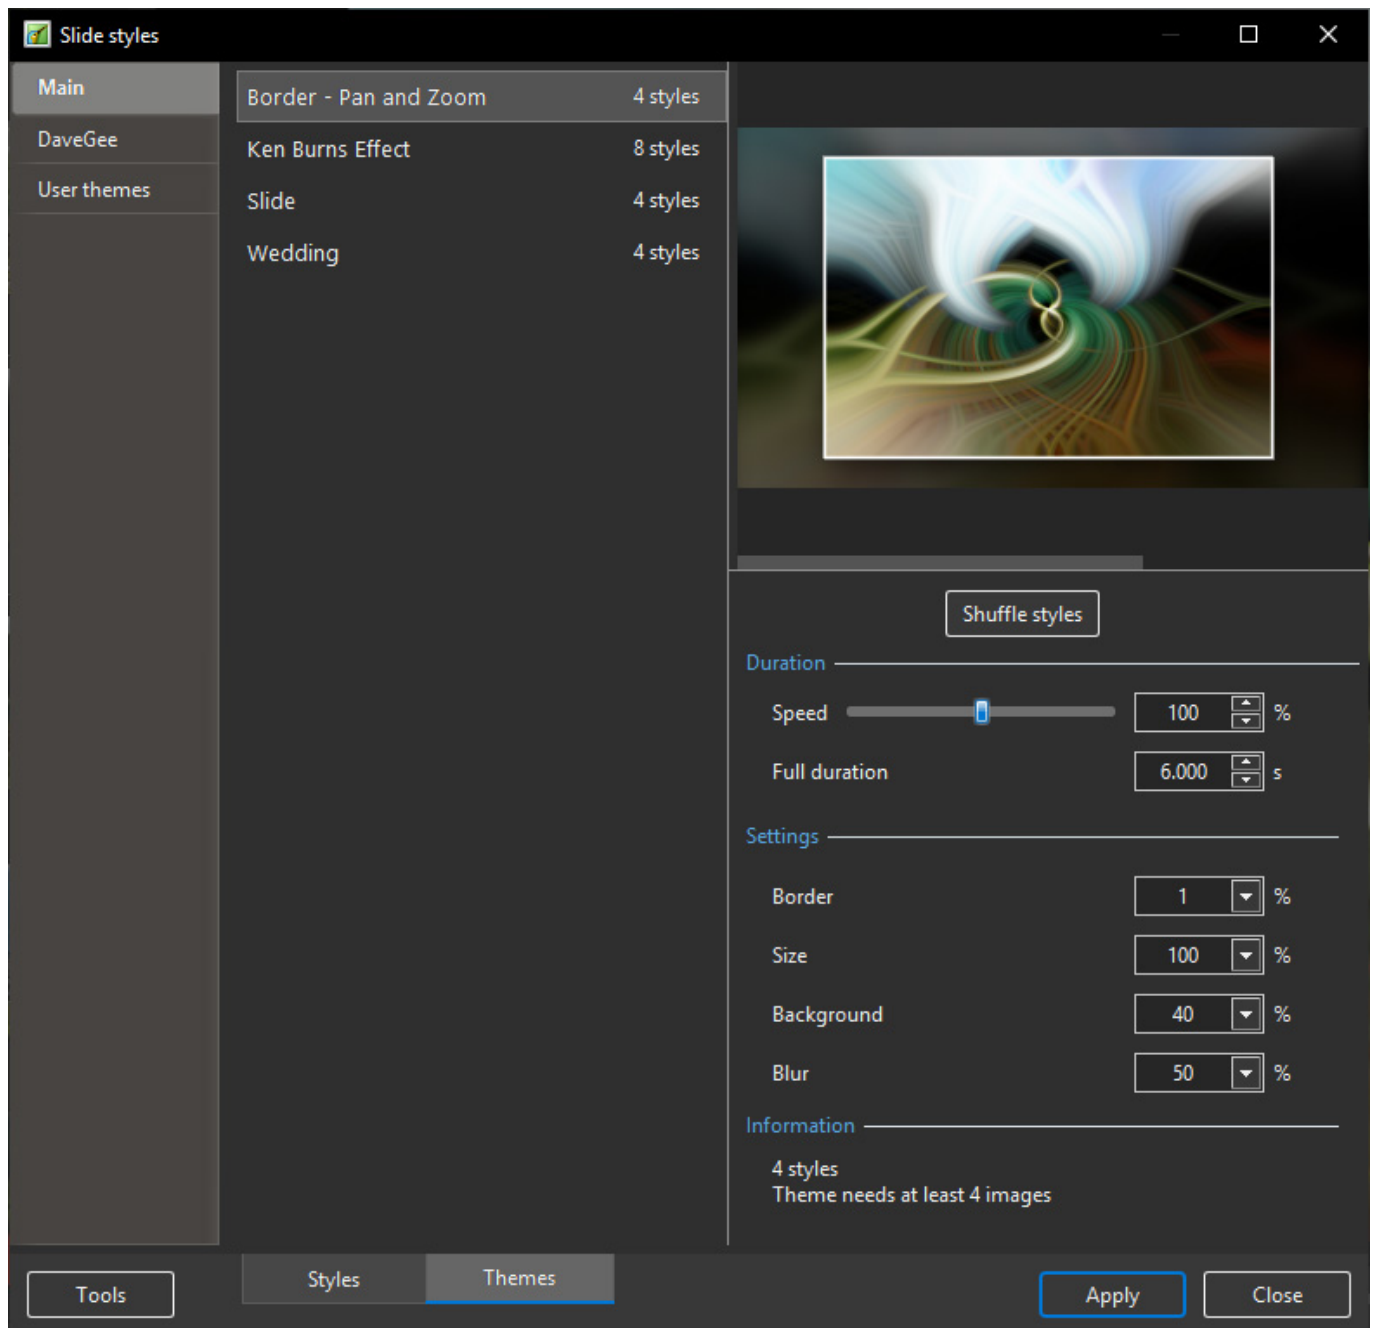 Slide styles
Main
DaveGee
User themes
Border - Pan and Zoom 4 styles
Ken Burns Effect 8 styles
Slide 4 styles
Wedding 4 styles
Shuffle styles
Duration
Speed 100 %
Full duration 6.000 s
Settings
Border 1 %
Size 100 %
Background 40 %
Blur 50 %
Information
4 styles
Theme needs at least 4 images
Tools
Styles Themes
Apply Close